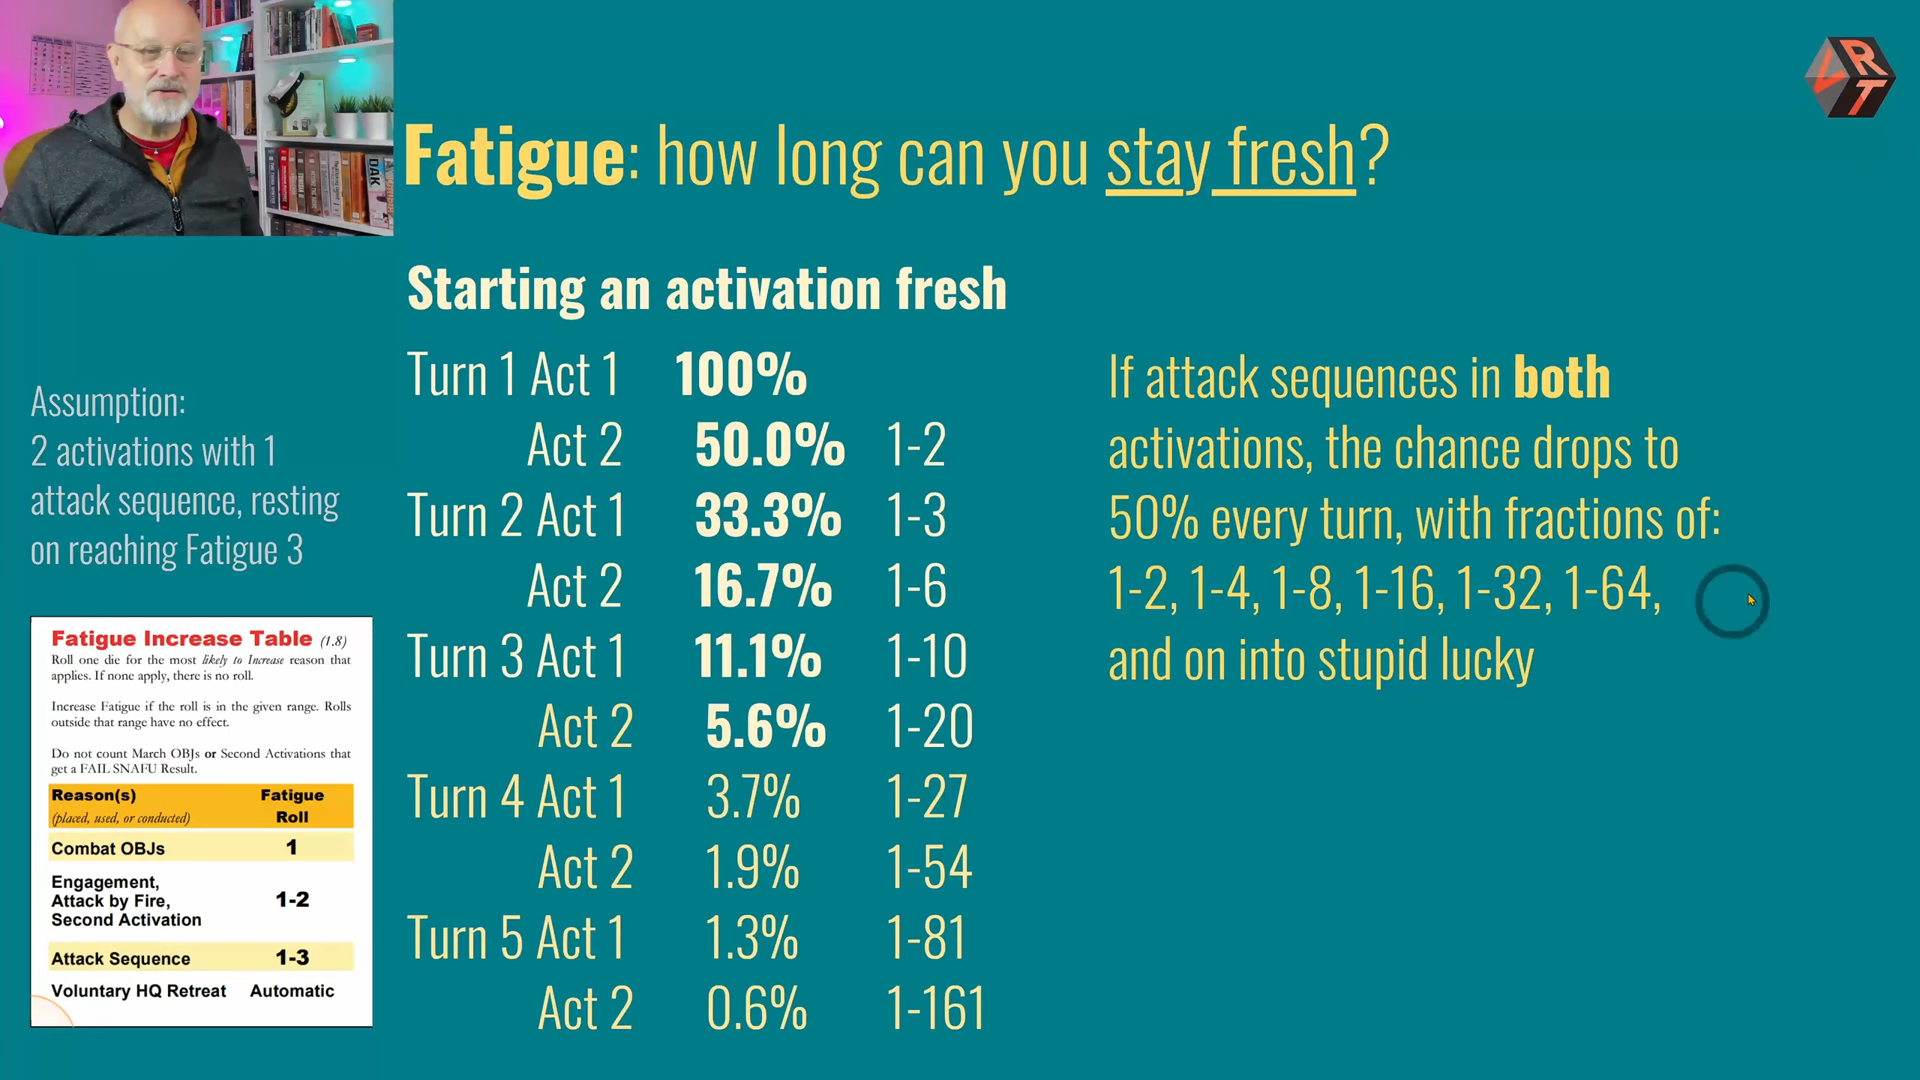 Fatigue: how long can you stay fresh?
Starting an activation fresh
Turn 1 Act 1 100%
Act 2 50.0% 1-2
Turn 2 Act 1 33.3% 1-3
Act 2 16.7% 1-6
Turn 3 Act 1 11.1% 1-10
Act 2 5.6% 1-20
Turn 4 Act 1 3.7% 1-27
Act 2 1.9% 1-54
Turn 5 Act 1 1.3% 1-81
Act 2 0.6% 1-161
If attack sequences in both
activations, the chance drops to
50% every turn, with fractions of:
1-2, 1-4, 1-8, 1-16, 1-32, 1-64,
and on into stupid lucky
Assumption:
2 activations with 1
attack sequence, resting
on reaching Fatigue 3
Fatigue Increase Table (1.8)
Roll one die for the most likely to Increase reason that
applies. If none apply, there is no roll.
Increase Fatigue if the roll is in the given range. Rolls
outside that range have no effect.
Do not count March OBJs or Second Activations that
get a FAIL SNAFU Result.
Reason(s) Fatigue
(placed, used, or conducted) Roll
Combat OBJs 1
Engagement,
Attack by Fire, 1-2
Second Activation
Attack Sequence 1-3
Voluntary HQ Retreat Automatic
DAK
RT